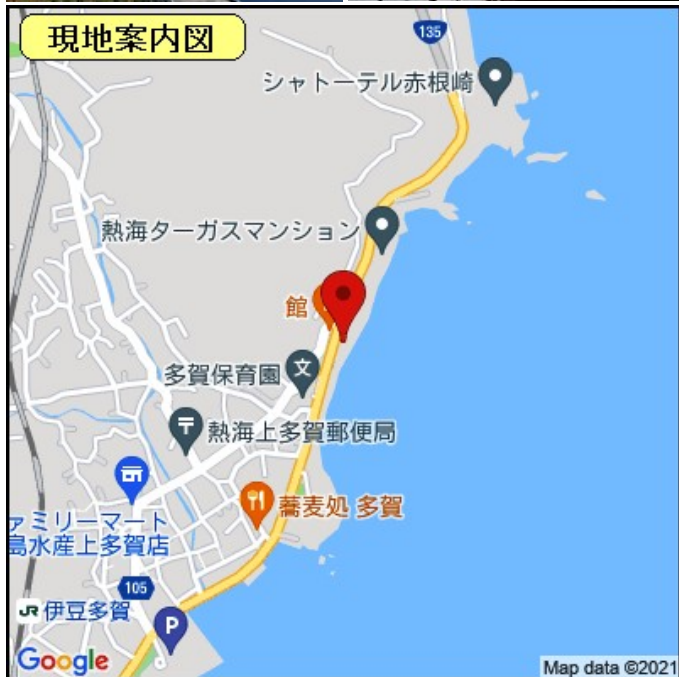 現地案内図
135
シャトーテル赤根崎
熱海ターガスマンション
館
多賀保育園
文
熱海上多賀郵便局
蕎麦処 多賀
ァミリーマート
島水産上多賀店
105
JR 伊豆多賀
P
Google
Map data ©2021